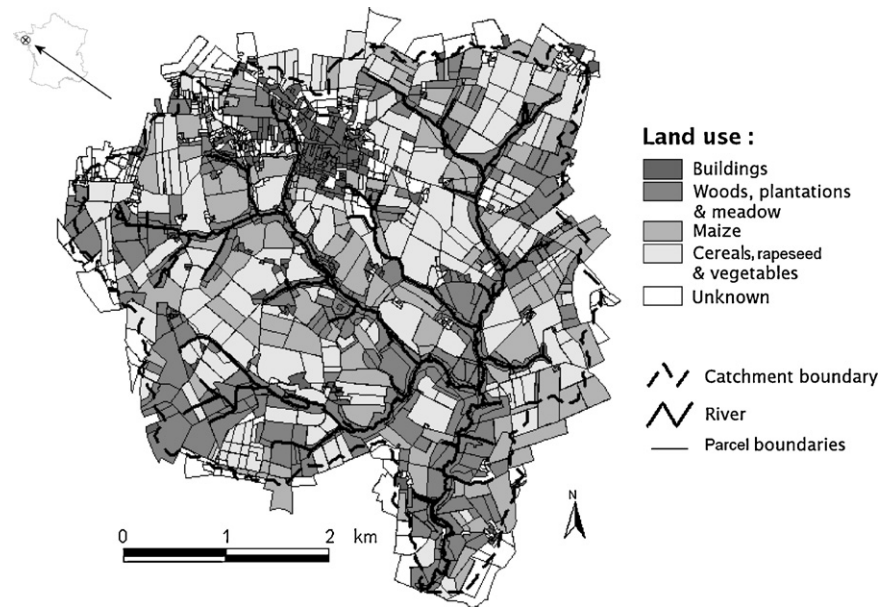 Land use :
Buildings
Woods, plantations
& meadow
Maize
Cereals, rapeseed
& vegetables
Unknown
Catchment boundary
River
Parcel boundaries
N
0 1 2 km